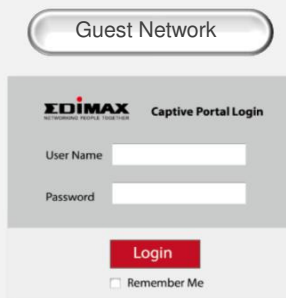 Guest Network
EDIMAX
NETWORKING PEOPLE TOGETHER
Captive Portal Login
User Name
Password
Login
Remember Me